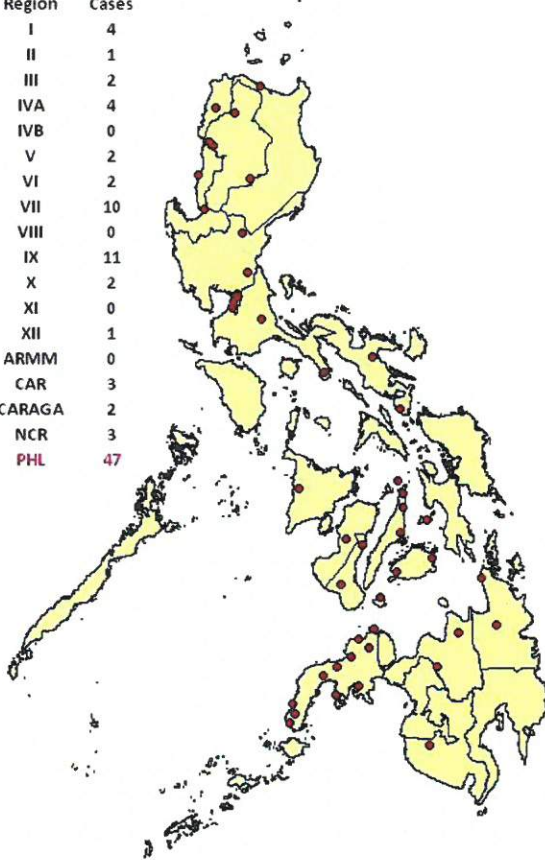 Region Cases
I 4
II 1
III 2
IVA 4
IVB 0
V 2
VI 2
VII 10
VIII 0
IX 11
X 2
XI 0
XII 1
ARMM 0
CAR 3
CARAGA 2
NCR 3
PHL 47